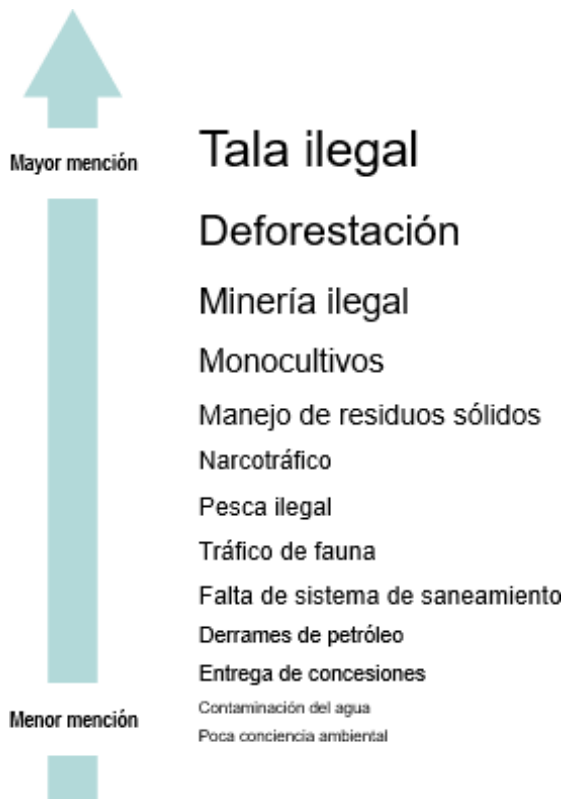 Mayor mención
Tala ilegal
Deforestación
Minería ilegal
Monocultivos
Manejo de residuos sólidos
Narcotráfico
Pesca ilegal
Tráfico de fauna
Falta de sistema de saneamiento
Derrames de petróleo
Entrega de concesiones
Menor mención
Contaminación del agua
Poca conciencia ambiental